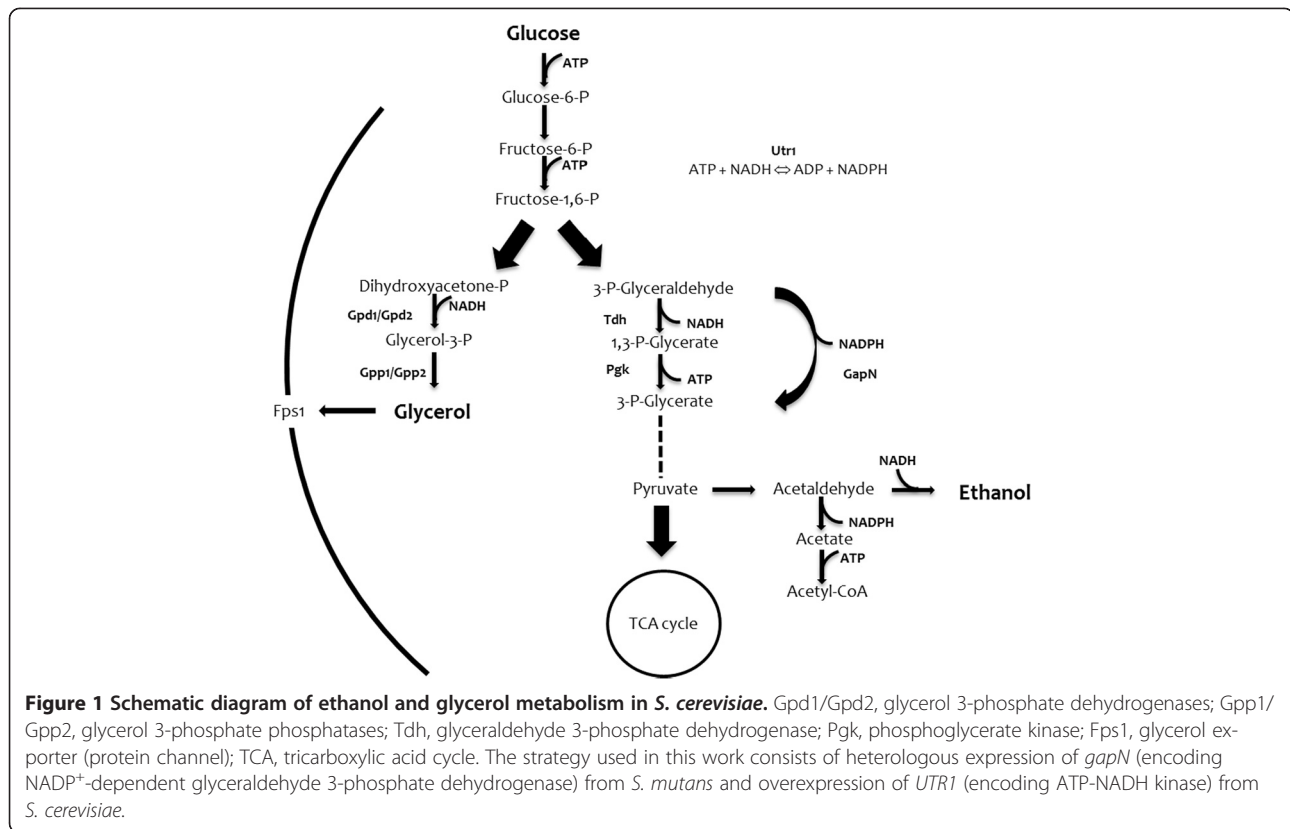 Glucose
ATP
Glucose-6-P
Fructose-6-P
ATP
Fructose-1,6-P
Utr1
ATP + NADH ⇔ ADP + NADPH
Dihydroxyacetone-P
NADH
Gpd1/Gpd2
Glycerol-3-P
Gpp1/Gpp2
Glycerol
Fps1
3-P-Glyceraldehyde
Tdh
NADH
1,3-P-Glycerate
Pgk
ATP
3-P-Glycerate
NADPH
GapN
Pyruvate
Acetaldehyde
NADH
Ethanol
NADPH
Acetate
ATP
Acetyl-CoA
TCA cycle
Figure 1 Schematic diagram of ethanol and glycerol metabolism in S. cerevisiae. Gpd1/Gpd2, glycerol 3-phosphate dehydrogenases; Gpp1/
Gpp2, glycerol 3-phosphate phosphatases; Tdh, glyceraldehyde 3-phosphate dehydrogenase; Pgk, phosphoglycerate kinase; Fps1, glycerol ex-
porter (protein channel); TCA, tricarboxylic acid cycle. The strategy used in this work consists of heterologous expression of gapN (encoding
NADP⁺-dependent glyceraldehyde 3-phosphate dehydrogenase) from S. mutans and overexpression of UTR1 (encoding ATP-NADH kinase) from
S. cerevisiae.